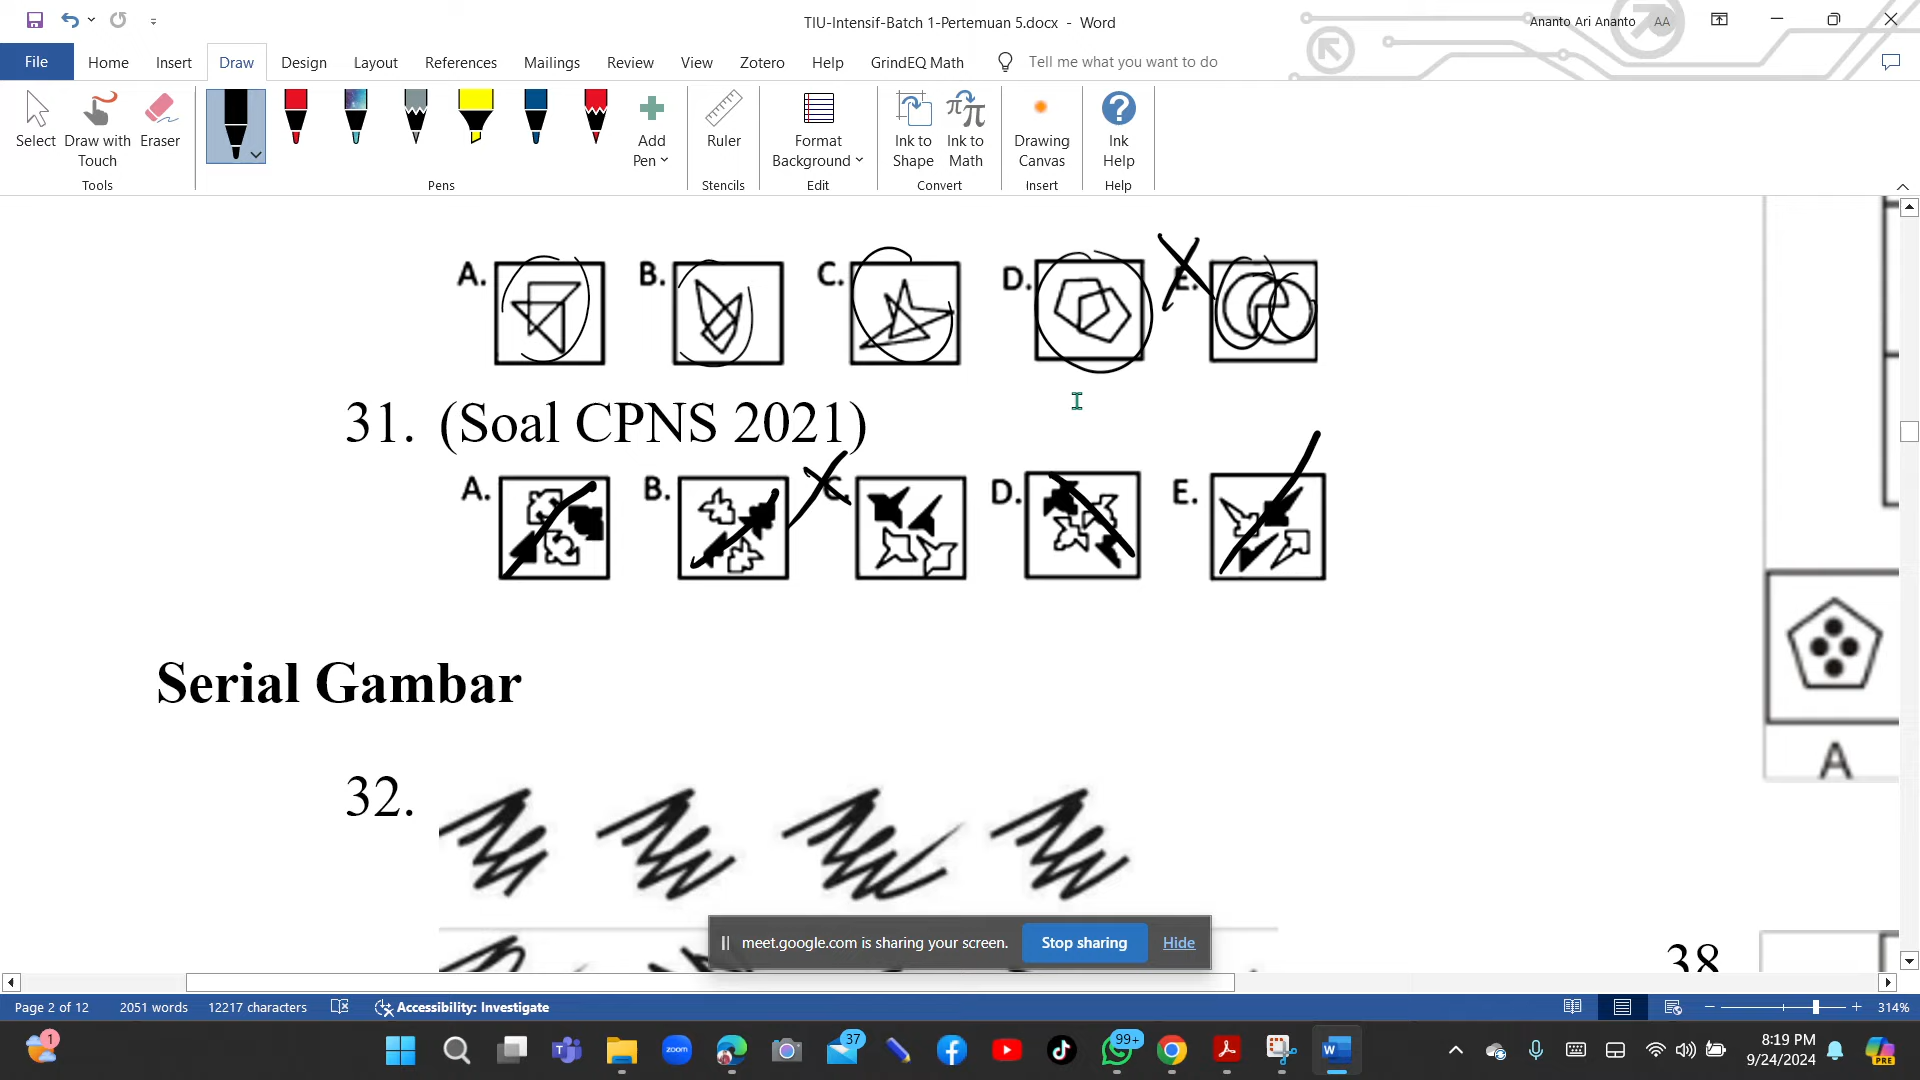 TIU-Intensif-Batch 1-Pertemuan 5.docx - Word
Ananto Ari Ananto
AA
File Home Insert Draw Design Layout References Mailings Review View Zotero Help GrindEQ Math Tell me what you want to do
Select
Draw with Touch
Eraser
Add Pen
Ruler
Format Background
Ink to Shape
Ink to Math
Drawing Canvas
Ink Help
Tools Pens Stencils Edit Convert Insert Help
A. B. C. D. E.
31. (Soal CPNS 2021)
A. B. C. D. E.
Serial Gambar
A
32.
38
meet.google.com is sharing your screen. Stop sharing Hide
Page 2 of 12 2051 words 12217 characters Accessibility: Investigate 314%
1
zoom
37
99+
8:19 PM
9/24/2024
PRE